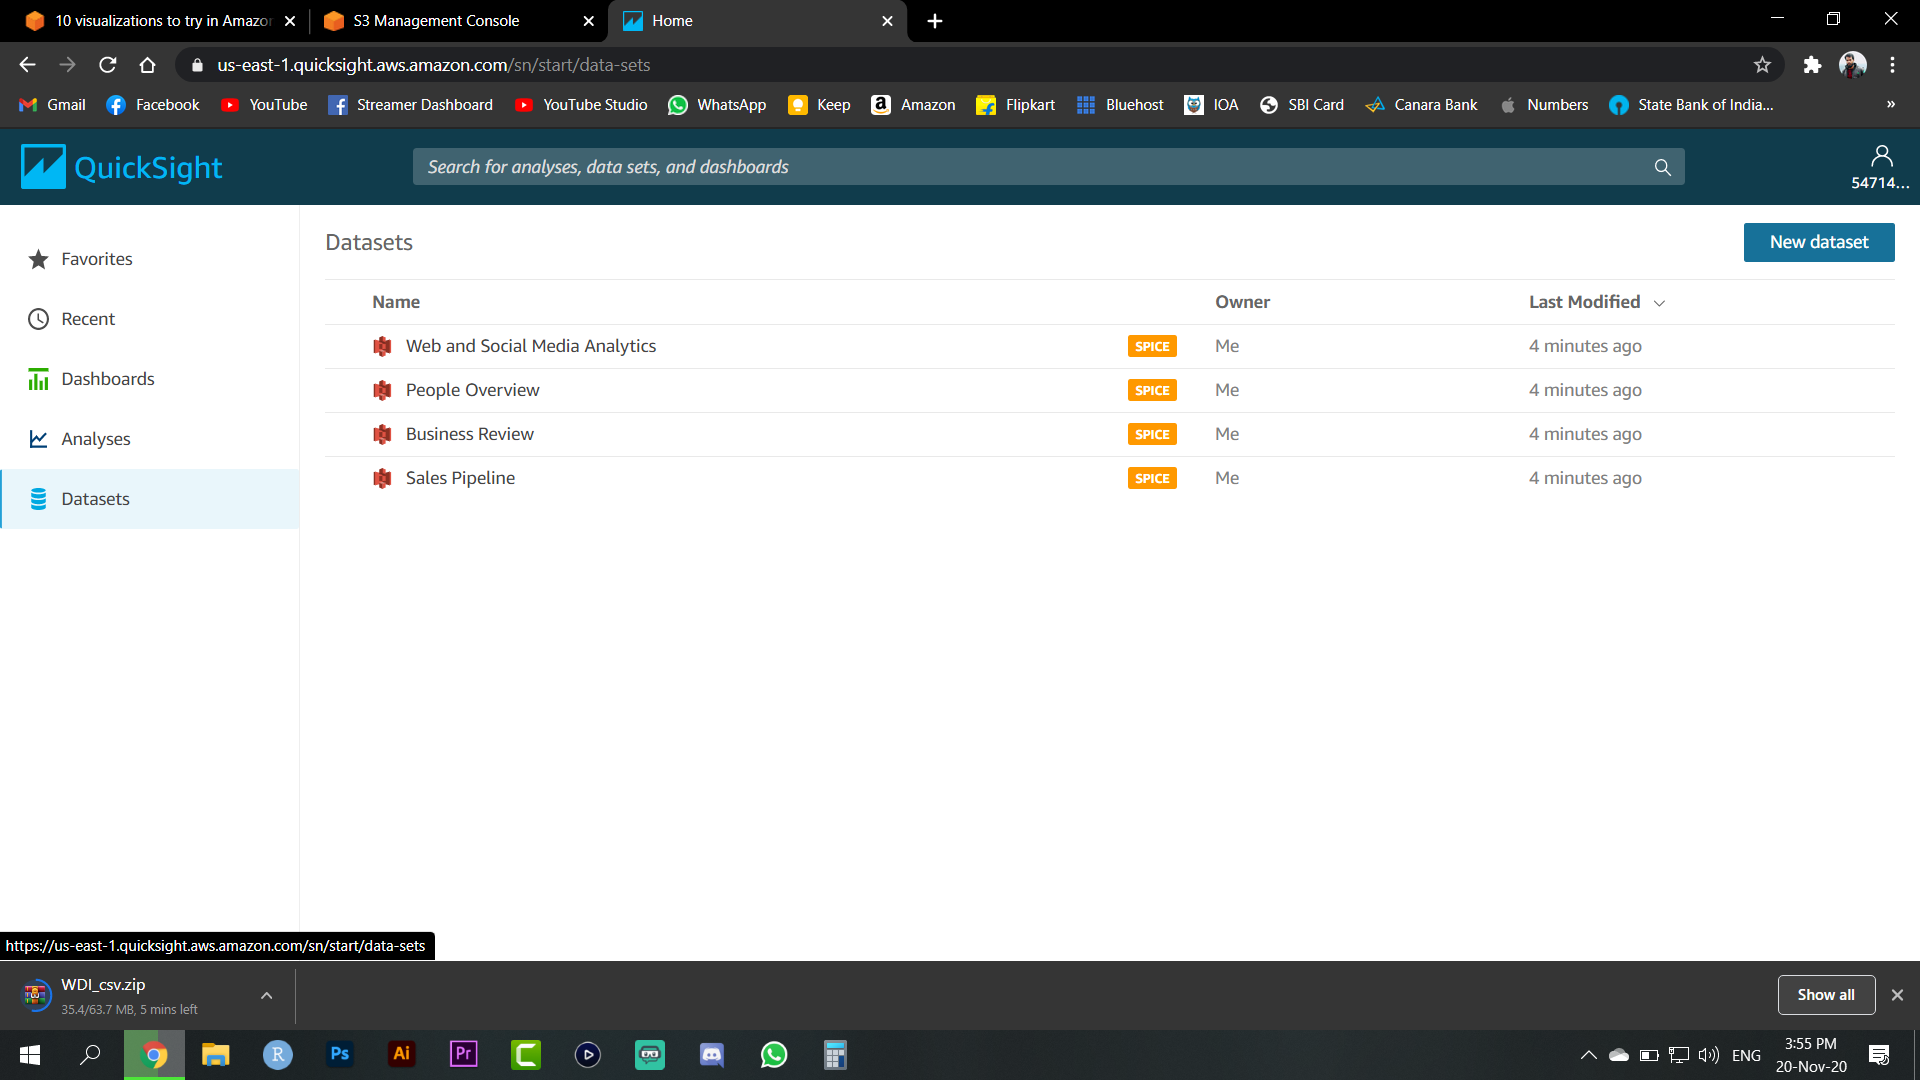 10 visualizations to try in Amazon
S3 Management Console
Home
us-east-1.quicksight.aws.amazon.com/sn/start/data-sets
Gmail
Facebook
YouTube
Streamer Dashboard
YouTube Studio
WhatsApp
Keep
Amazon
Flipkart
Bluehost
IOA
SBI Card
Canara Bank
Numbers
State Bank of India...
»
QuickSight
Search for analyses, data sets, and dashboards
54714...
Favorites
Recent
Dashboards
Analyses
Datasets
Datasets
New dataset
Name Owner Last Modified
Web and Social Media Analytics SPICE Me 4 minutes ago
People Overview SPICE Me 4 minutes ago
Business Review SPICE Me 4 minutes ago
Sales Pipeline SPICE Me 4 minutes ago
https://us-east-1.quicksight.aws.amazon.com/sn/start/data-sets
WDI_csv.zip
35.4/63.7 MB, 5 mins left
Show all
R
Ps
Ai
Pr
ENG
3:55 PM
20-Nov-20